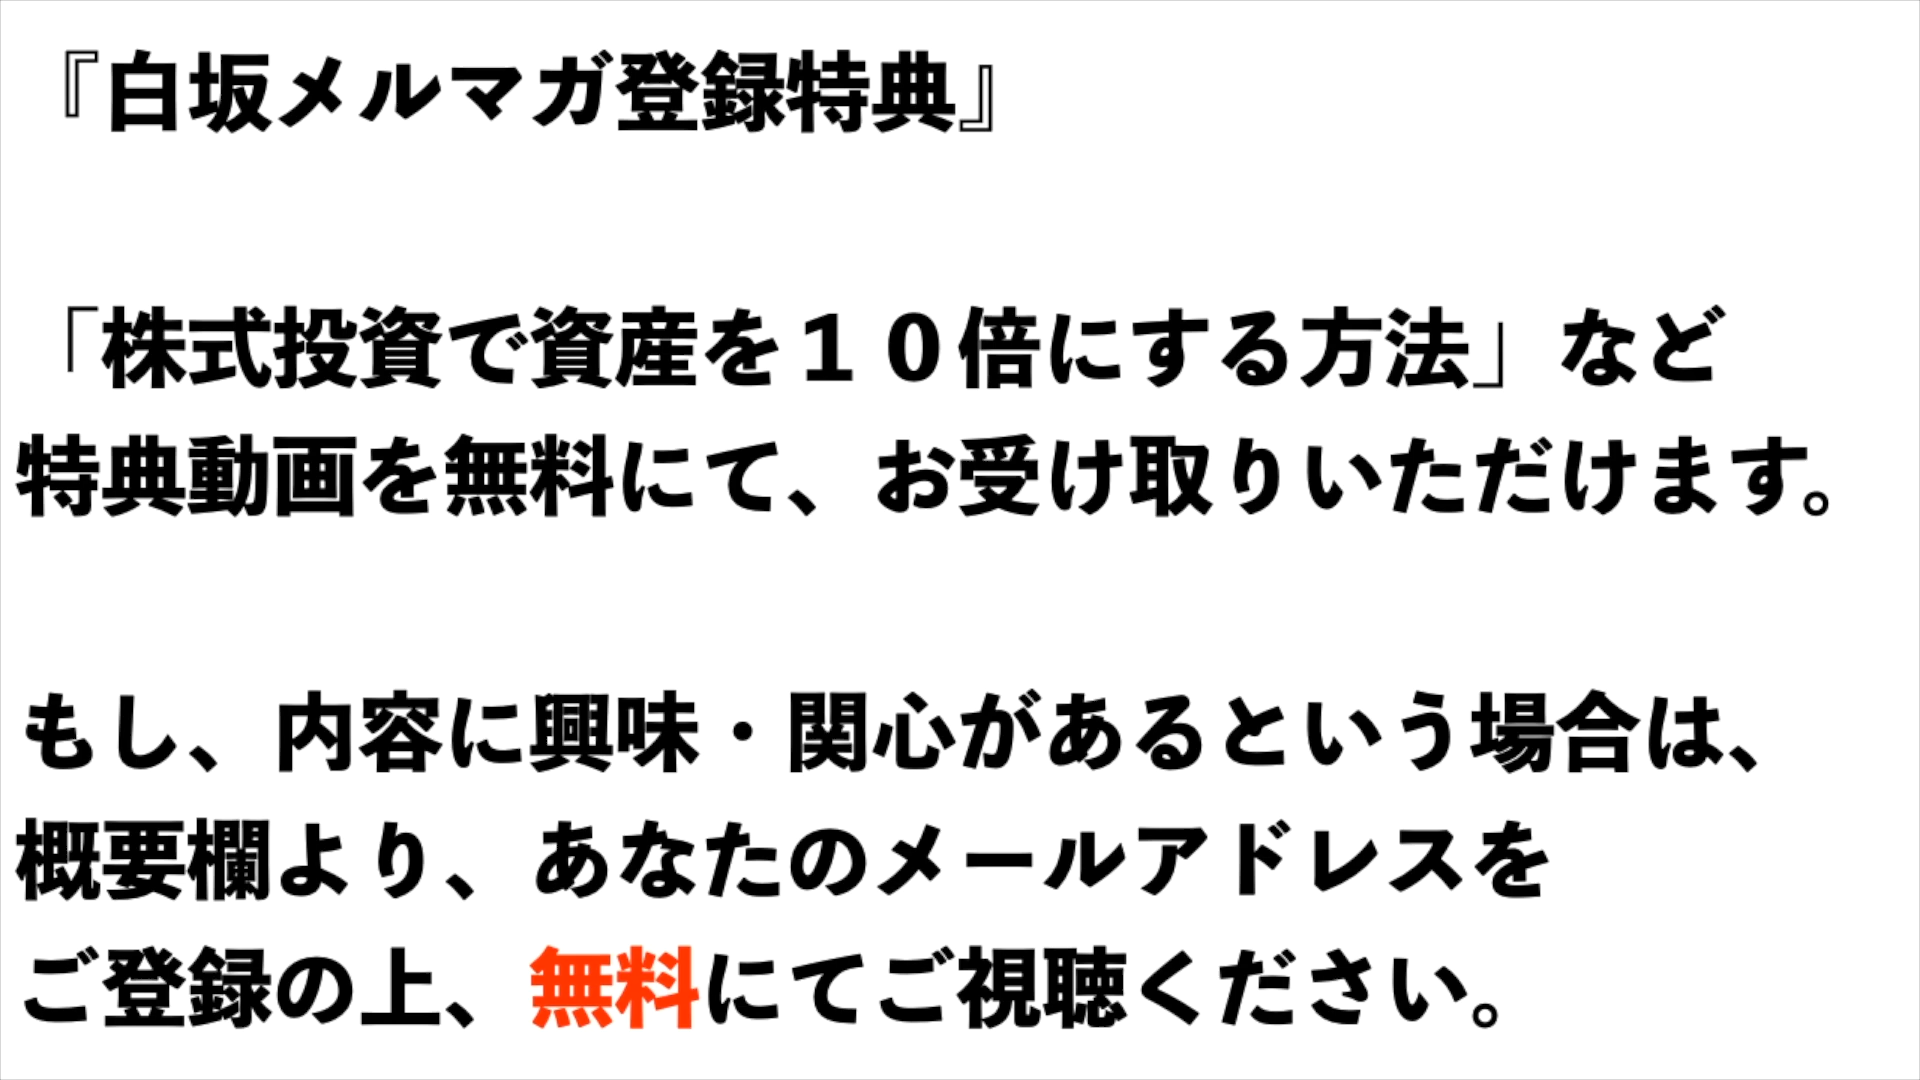 『白坂メルマガ登録特典』
「株式投資で資産を１０倍にする方法」など
特典動画を無料にて、お受け取りいただけます。
もし、内容に興味・関心があるという場合は、
概要欄より、あなたのメールアドレスを
ご登録の上、無料にてご視聴ください。